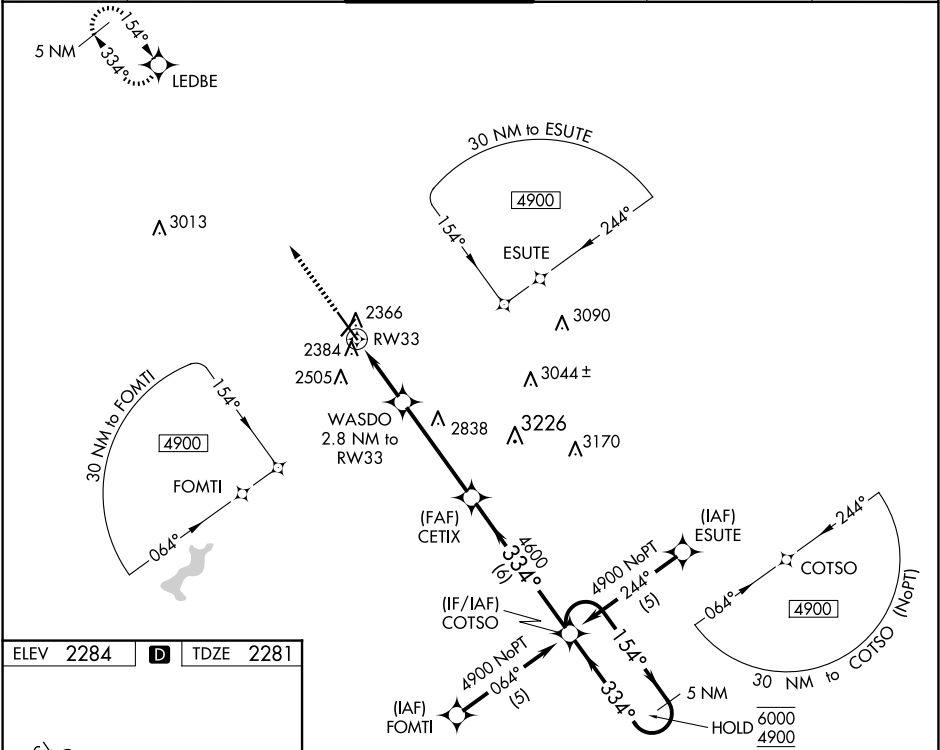 154°
5 NM
334°
LEDBE
30 NM to ESUTE
4900
154°
244°
ESUTE
3013
2366
RW33
2384
2505
3090
3044±
WASDO
2.8 NM to
RW33
2838
3226
3170
30 NM to FOMTI
154°
4900
FOMTI
064°
(FAF)
CETIX
4600
334°
(6)
(IAF)
ESUTE
4900 NoPT
244°
(5)
244°
COTSO
064°
4900
30 NM to COTSO (NoPT)
(IF/IAF)
COTSO
154°
334°
5 NM
HOLD 6000
4900
4900 NoPT
064°
(5)
(IAF)
FOMTI
ELEV 2284 D TDZE 2281